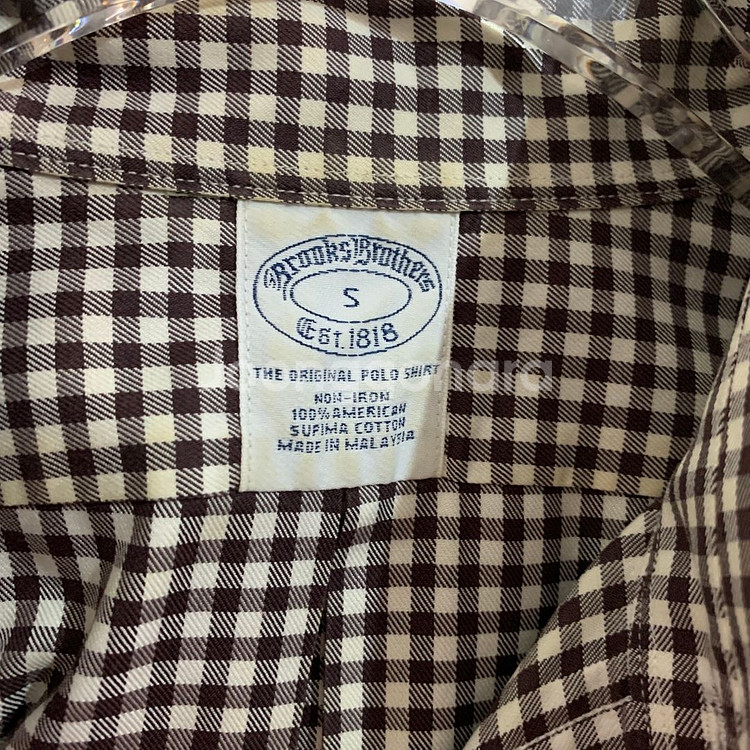 Brooks Brothers
S
Est. 1818
THE ORIGINAL POLO SHIRT
NON-IRON
100% AMERICAN
SUPIMA COTTON
MADE IN MALAYSIA